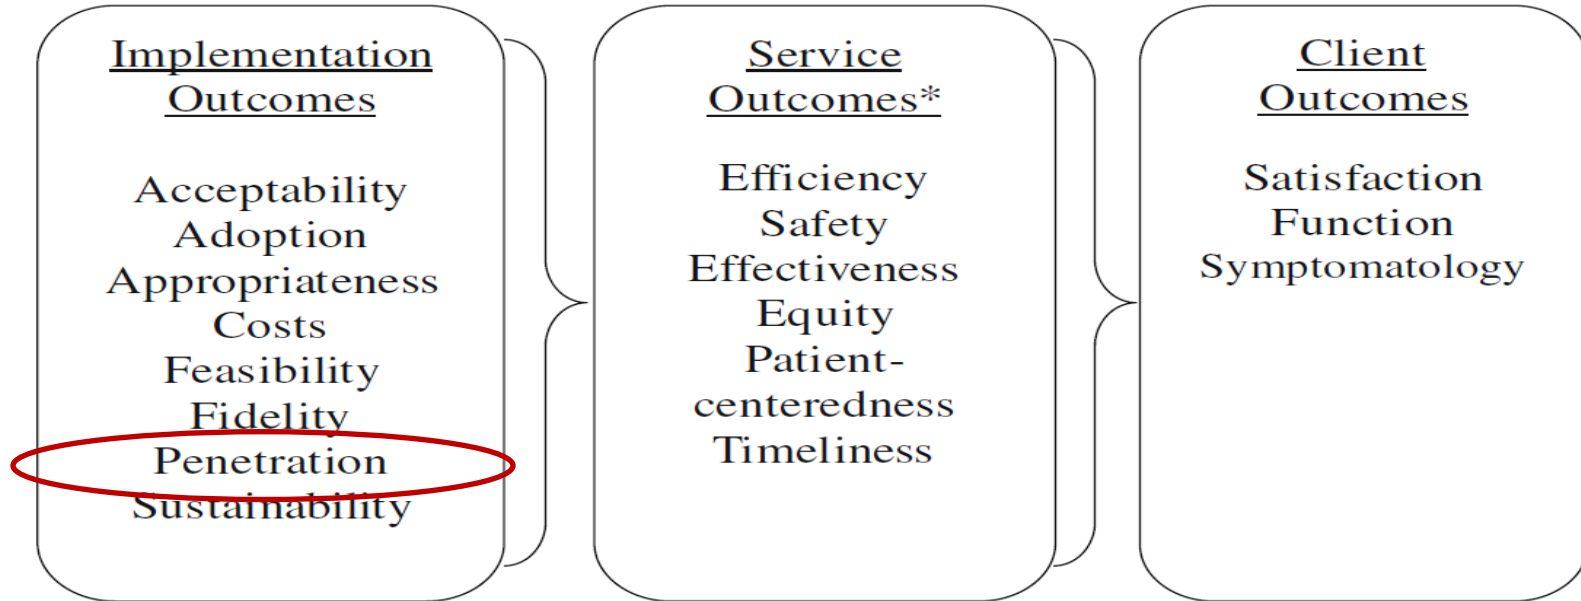 Implementation
Outcomes
Acceptability
Adoption
Appropriateness
Costs
Feasibility
Fidelity
Penetration
Sustainability
Service
Outcomes*
Efficiency
Safety
Effectiveness
Equity
Patient-
centeredness
Timeliness
Client
Outcomes
Satisfaction
Function
Symptomatology